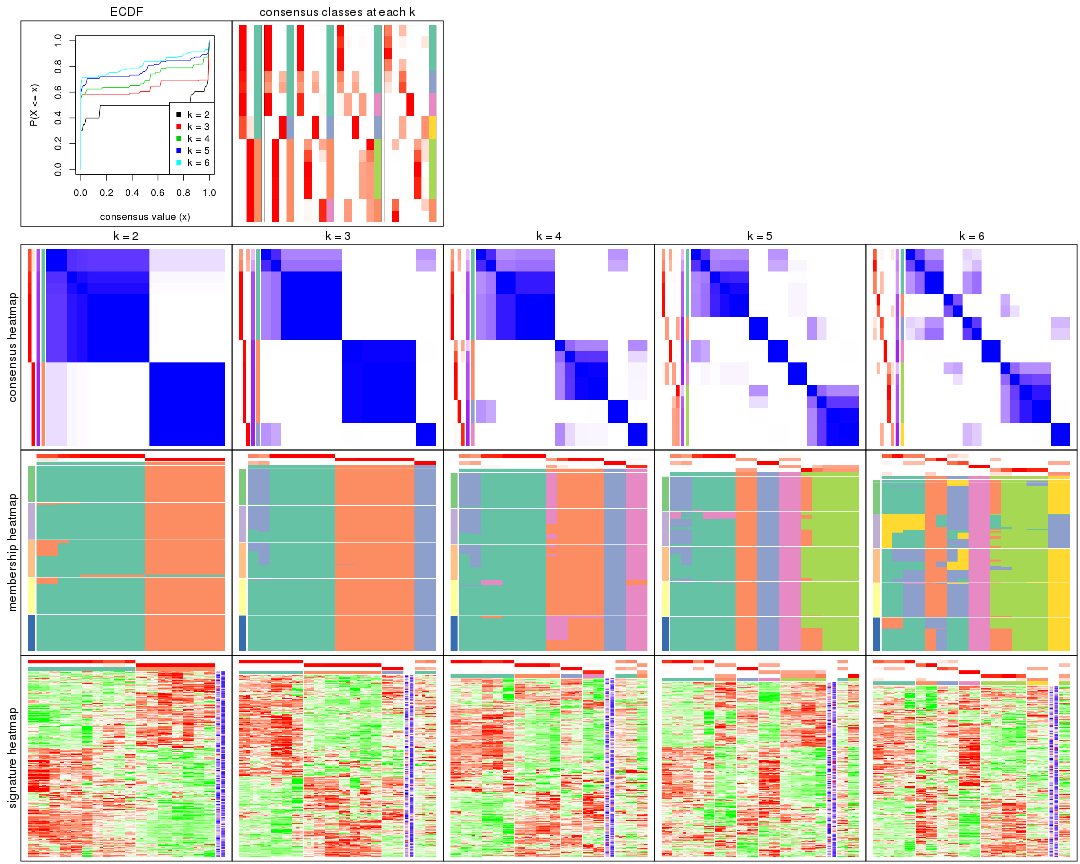 ECDF
consensus classes at each k
P(X <= x)
0.0 0.2 0.4 0.6 0.8 1.0
k = 2
k = 3
k = 4
k = 5
k = 6
0.0 0.2 0.4 0.6 0.8 1.0
consensus value (x)
k = 2
k = 3
k = 4
k = 5
k = 6
consensus heatmap
membership heatmap
signature heatmap